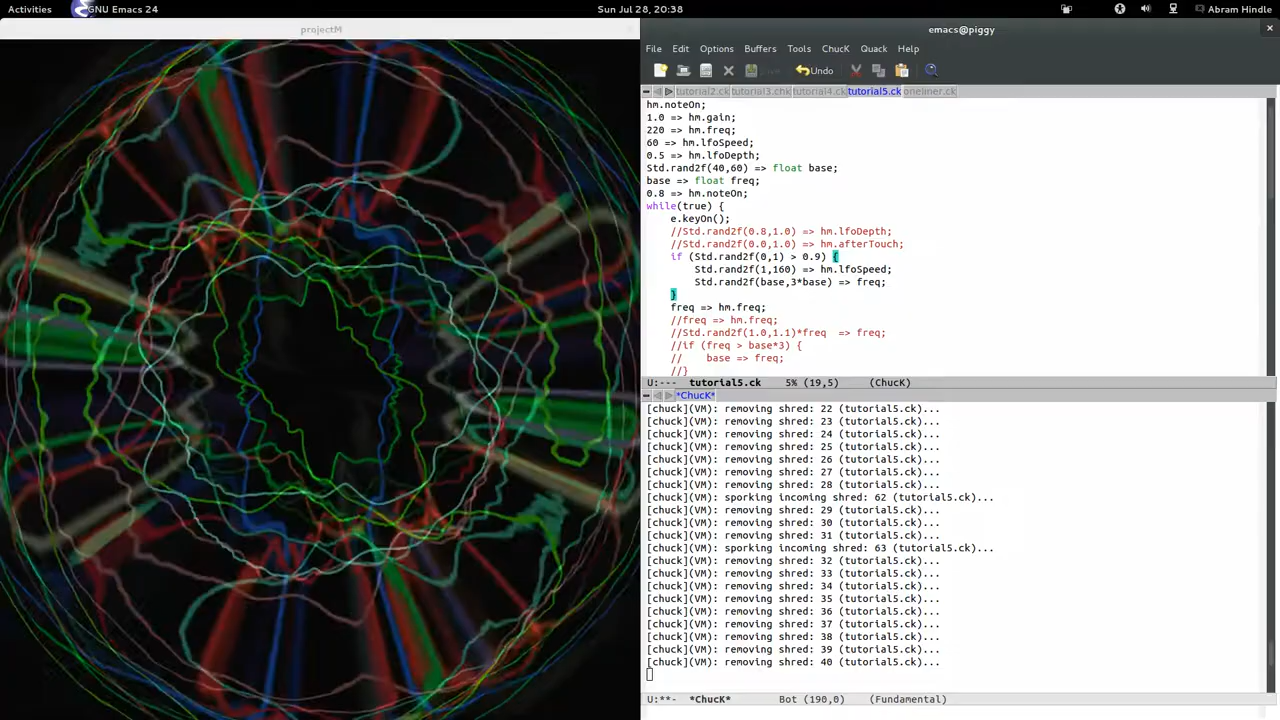 Activities
GNU Emacs 24
Sun Jul 28, 20:38
Abram Hindle
projectM
emacs@piggy
File Edit Options Buffers Tools ChucK Quack Help
Save
Undo
tutorial2.ck tutorial3.chk tutorial4.ck tutorial5.ck oneliner.ck
hm.noteOn;
1.0 => hm.gain;
220 => hm.freq;
60 => hm.lfoSpeed;
0.5 => hm.lfoDepth;
Std.rand2f(40,60) => float base;
base => float freq;
0.8 => hm.noteOn;
while(true) {
    e.keyOn();
    //Std.rand2f(0.8,1.0) => hm.lfoDepth;
    //Std.rand2f(0.0,1.0) => hm.afterTouch;
    if (Std.rand2f(0,1) > 0.9) {
        Std.rand2f(1,160) => hm.lfoSpeed;
        Std.rand2f(base,3*base) => freq;
    }
    freq => hm.freq;
    //freq => hm.freq;
    //Std.rand2f(1.0,1.1)*freq  => freq;
    //if (freq > base*3) {
    //    base => freq;
    //}
U:--- tutorial5.ck 5% (19,5) (ChucK)
*ChucK*
[chuck](VM): removing shred: 22 (tutorial5.ck)...
[chuck](VM): removing shred: 23 (tutorial5.ck)...
[chuck](VM): removing shred: 24 (tutorial5.ck)...
[chuck](VM): removing shred: 25 (tutorial5.ck)...
[chuck](VM): removing shred: 26 (tutorial5.ck)...
[chuck](VM): removing shred: 27 (tutorial5.ck)...
[chuck](VM): removing shred: 28 (tutorial5.ck)...
[chuck](VM): sporking incoming shred: 62 (tutorial5.ck)...
[chuck](VM): removing shred: 29 (tutorial5.ck)...
[chuck](VM): removing shred: 30 (tutorial5.ck)...
[chuck](VM): removing shred: 31 (tutorial5.ck)...
[chuck](VM): sporking incoming shred: 63 (tutorial5.ck)...
[chuck](VM): removing shred: 32 (tutorial5.ck)...
[chuck](VM): removing shred: 33 (tutorial5.ck)...
[chuck](VM): removing shred: 34 (tutorial5.ck)...
[chuck](VM): removing shred: 35 (tutorial5.ck)...
[chuck](VM): removing shred: 36 (tutorial5.ck)...
[chuck](VM): removing shred: 37 (tutorial5.ck)...
[chuck](VM): removing shred: 38 (tutorial5.ck)...
[chuck](VM): removing shred: 39 (tutorial5.ck)...
[chuck](VM): removing shred: 40 (tutorial5.ck)...
U:**- *ChucK* Bot (190,0) (Fundamental)